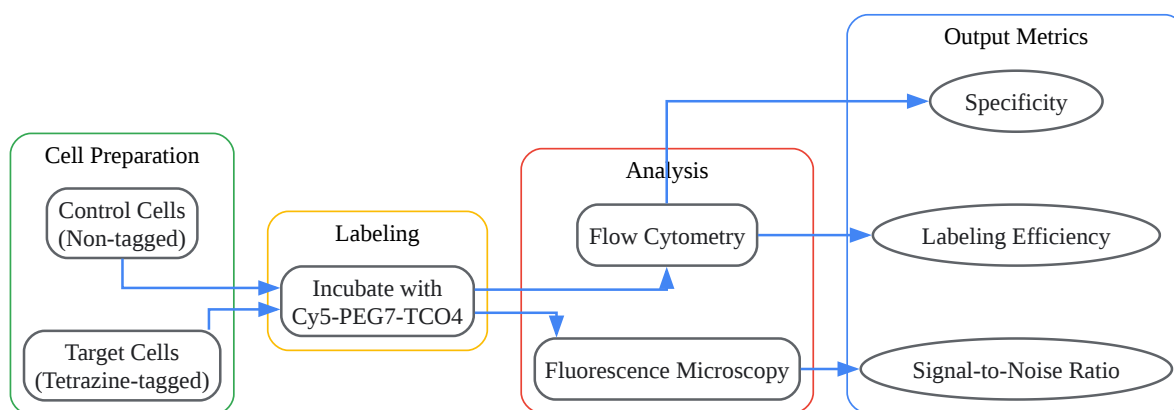 Cell Preparation
Control Cells
(Non-tagged)
Target Cells
(Tetrazine-tagged)
Labeling
Incubate with
Cy5-PEG7-TCO4
Analysis
Flow Cytometry
Fluorescence Microscopy
Output Metrics
Specificity
Labeling Efficiency
Signal-to-Noise Ratio